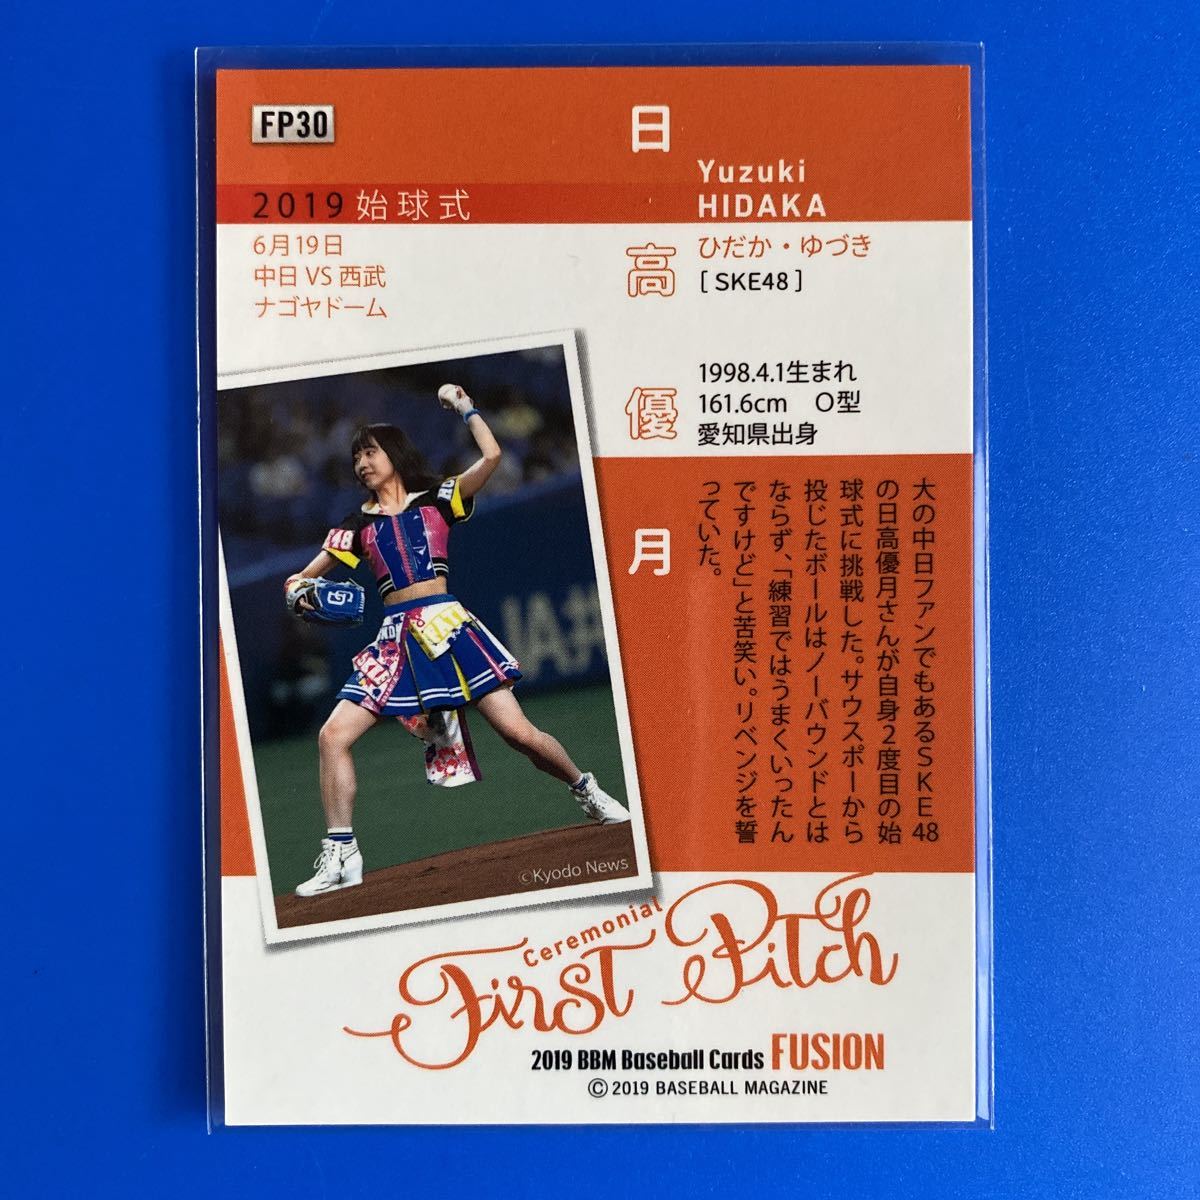 FP30
2019 始球式
6月19日
中日 VS 西武
ナゴヤドーム
日高優月
Yuzuki
HIDAKA
ひだか・ゆづき
[ SKE48 ]
1998.4.1生まれ
161.6cm O型
愛知県出身
大の中日ファンでもあるSKE48
の日高優月さんが自身2度目の始
球式に挑戦した。サウスポーから
投じたボールはノーバウンドとは
ならず、「練習ではうまくいったん
ですけど」と苦笑い。リベンジを誓
っていた。
©Kyodo News
Ceremonial
First Pitch
2019 BBM Baseball Cards FUSION
© 2019 BASEBALL MAGAZINE